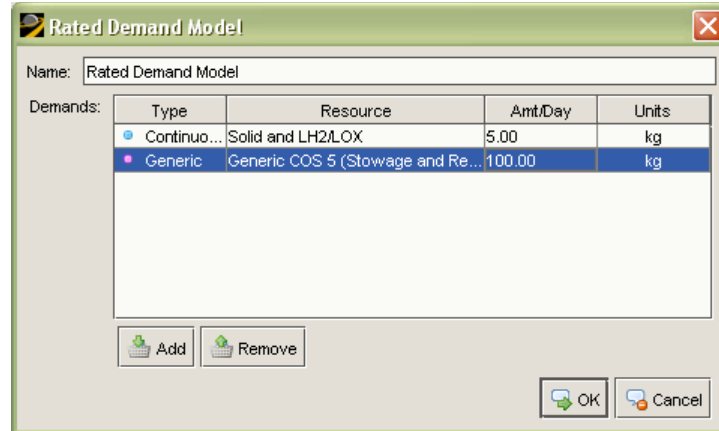 Rated Demand Model
Name: Rated Demand Model
Demands: Type Resource Amt/Day Units
Continuo... Solid and LH2/LOX 5.00 kg
Generic Generic COS 5 (Stowage and Re... 100.00 kg
Add Remove
OK Cancel